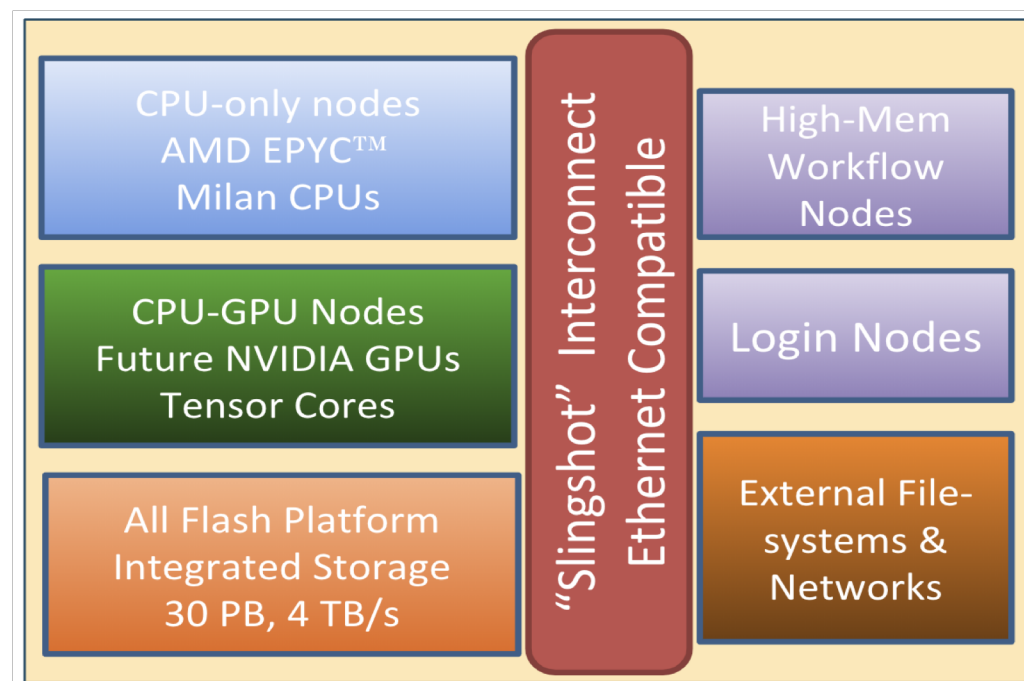 CPU-only nodes
AMD EPYC™
Milan CPUs
CPU-GPU Nodes
Future NVIDIA GPUs
Tensor Cores
All Flash Platform
Integrated Storage
30 PB, 4 TB/s
“Slingshot” Interconnect
Ethernet Compatible
High-Mem
Workflow
Nodes
Login Nodes
External File-
systems &
Networks